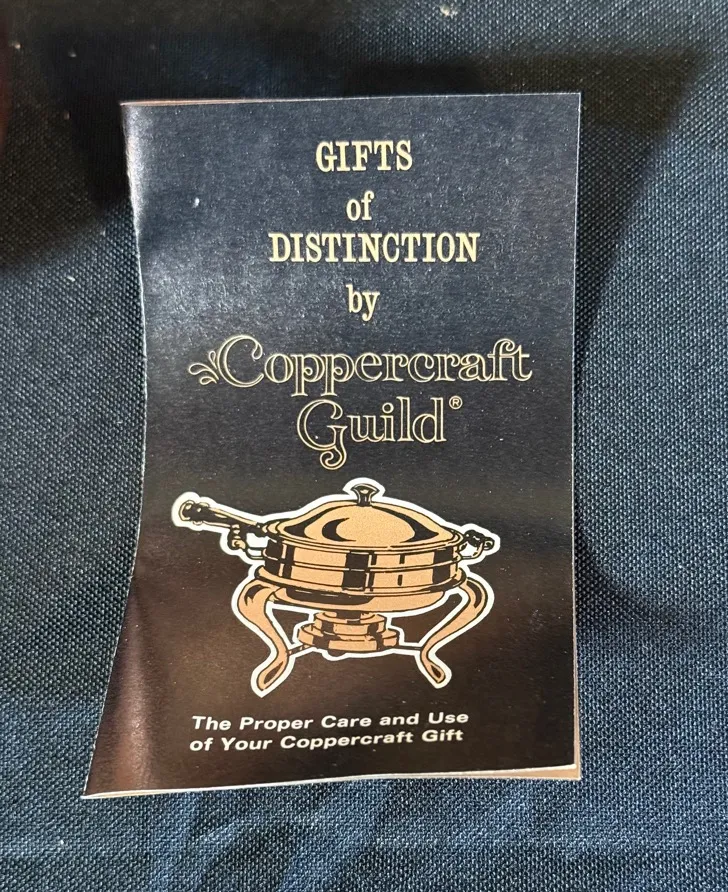 GIFTS
of
DISTINCTION
by
Coppercraft
Guild®
The Proper Care and Use
of Your Coppercraft Gift